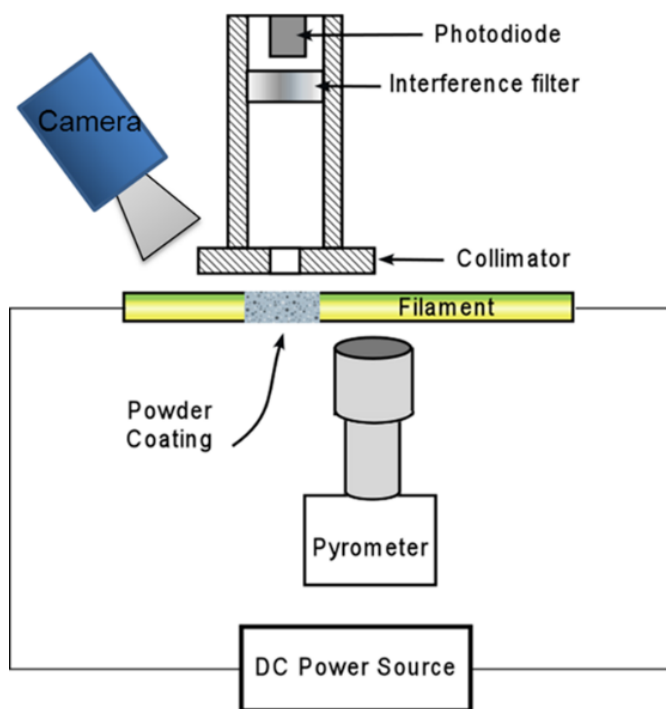 Photodiode
Interference filter
Camera
Collimator
Filament
Powder
Coating
Pyrometer
DC Power Source